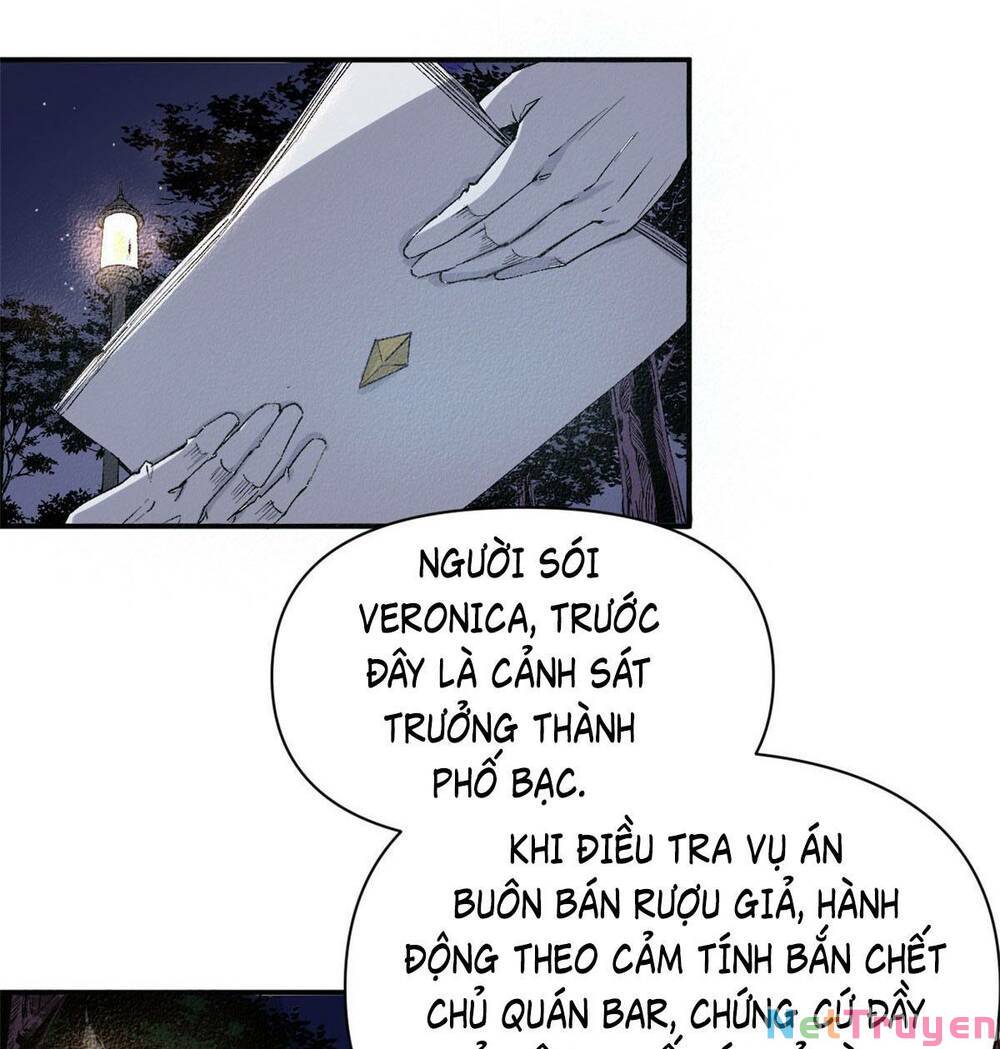 NGƯỜI SÓI
VERONICA, TRƯỚC
ĐÂY LÀ CẢNH SÁT
TRƯỞNG THÀNH
PHỐ BẠC.
KHI ĐIỀU TRA VỤ ÁN
BUÔN BÁN RƯỢU GIẢ, HÀNH
ĐỘNG THEO CẢM TÍNH BẮN CHẾT
CHỦ QUÁN BAR, CHỨNG CỨ ĐẦY
NetTruyen